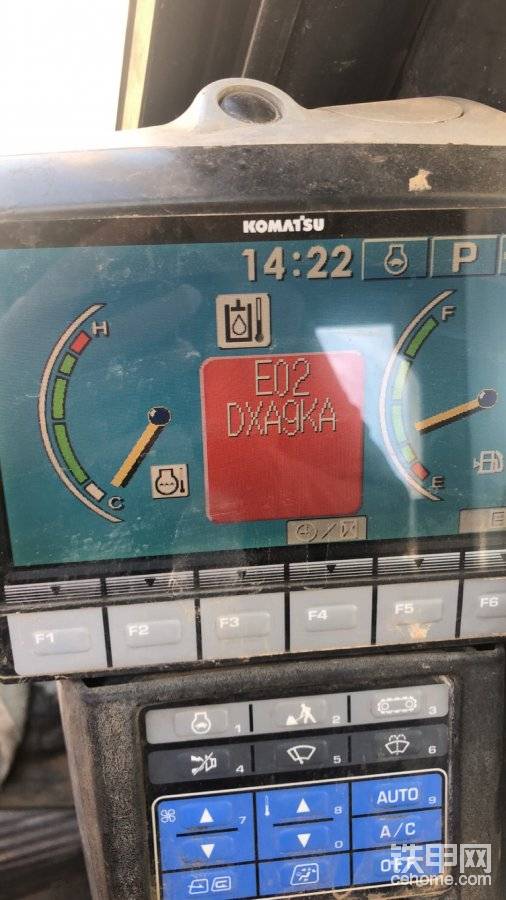 KOMATSU
14:22
P
H
F
E02
DXA9KA
C
E
F1
F2
F3
F4
F5
F6
1
2
3
4
5
6
7
8
AUTO 9
0
A/C
OFF
铁甲网
cehome.com